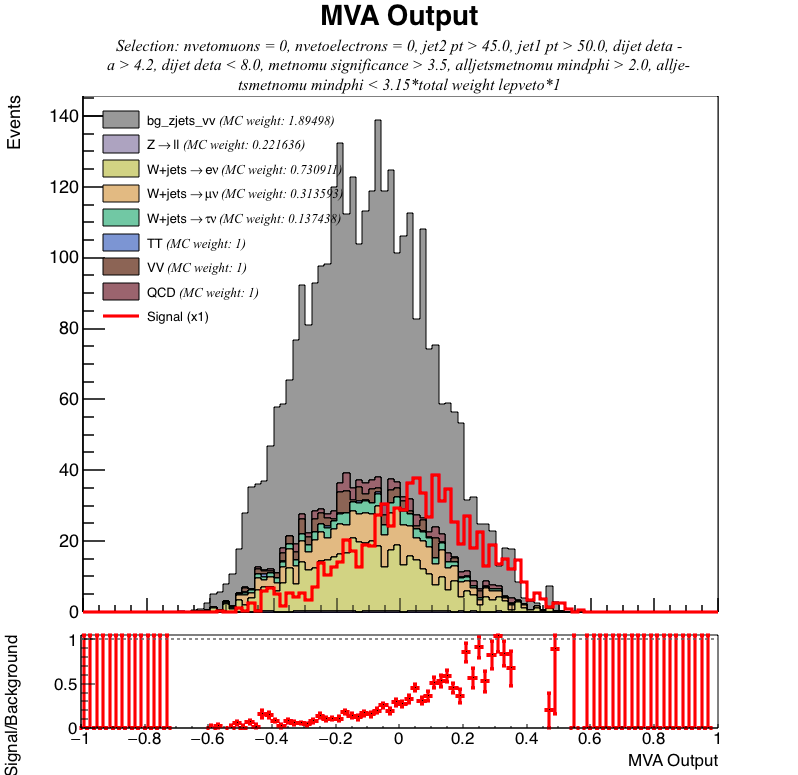 MVA Output
Selection: nvetomuons = 0, nvetoelectrons = 0, jet2 pt > 45.0, jet1 pt > 50.0, dijet deta -
a > 4.2, dijet deta < 8.0, metnomu significance > 3.5, alljetsmetnomu mindphi > 2.0, allje-
tsmetnomu mindphi < 3.15*total weight lepveto*1
Events
140
120
100
80
60
40
20
0
bg_zjets_vv (MC weight: 1.89498)
Z→ll (MC weight: 0.221636)
W+jets→eν (MC weight: 0.730911)
W+jets→μν (MC weight: 0.313593)
W+jets→τν (MC weight: 0.137438)
TT (MC weight: 1)
VV (MC weight: 1)
QCD (MC weight: 1)
Signal (x1)
Signal/Background
1
0.5
0
−1 −0.8 −0.6 −0.4 −0.2 0 0.2 0.4 0.6 0.8 1
MVA Output